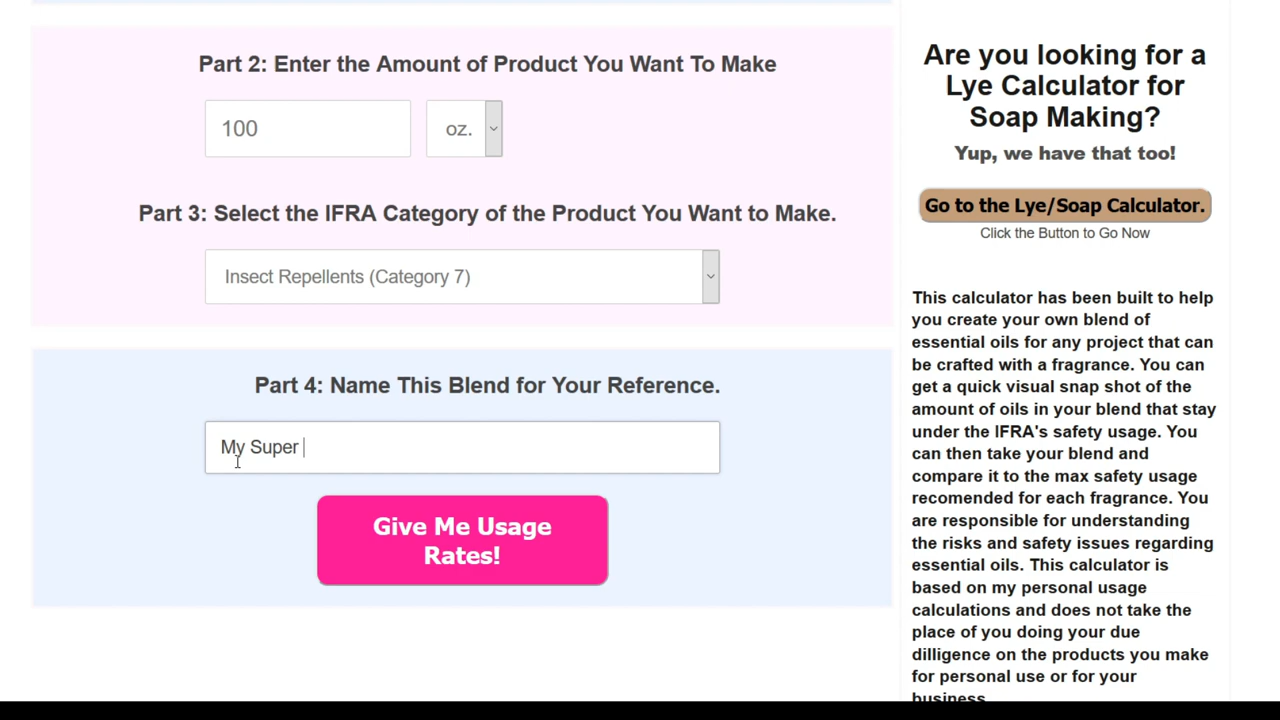 Part 2: Enter the Amount of Product You Want To Make
100
oz.
Part 3: Select the IFRA Category of the Product You Want to Make.
Insect Repellents (Category 7)
Part 4: Name This Blend for Your Reference.
My Super
Give Me Usage
Rates!
Are you looking for a
Lye Calculator for
Soap Making?
Yup, we have that too!
Go to the Lye/Soap Calculator.
Click the Button to Go Now
This calculator has been built to help
you create your own blend of
essential oils for any project that can
be crafted with a fragrance. You can
get a quick visual snap shot of the
amount of oils in your blend that stay
under the IFRA's safety usage. You
can then take your blend and
compare it to the max safety usage
recomended for each fragrance. You
are responsible for understanding
the risks and safety issues regarding
essential oils. This calculator is
based on my personal usage
calculations and does not take the
place of you doing your due
dilligence on the products you make
for personal use or for your
business.